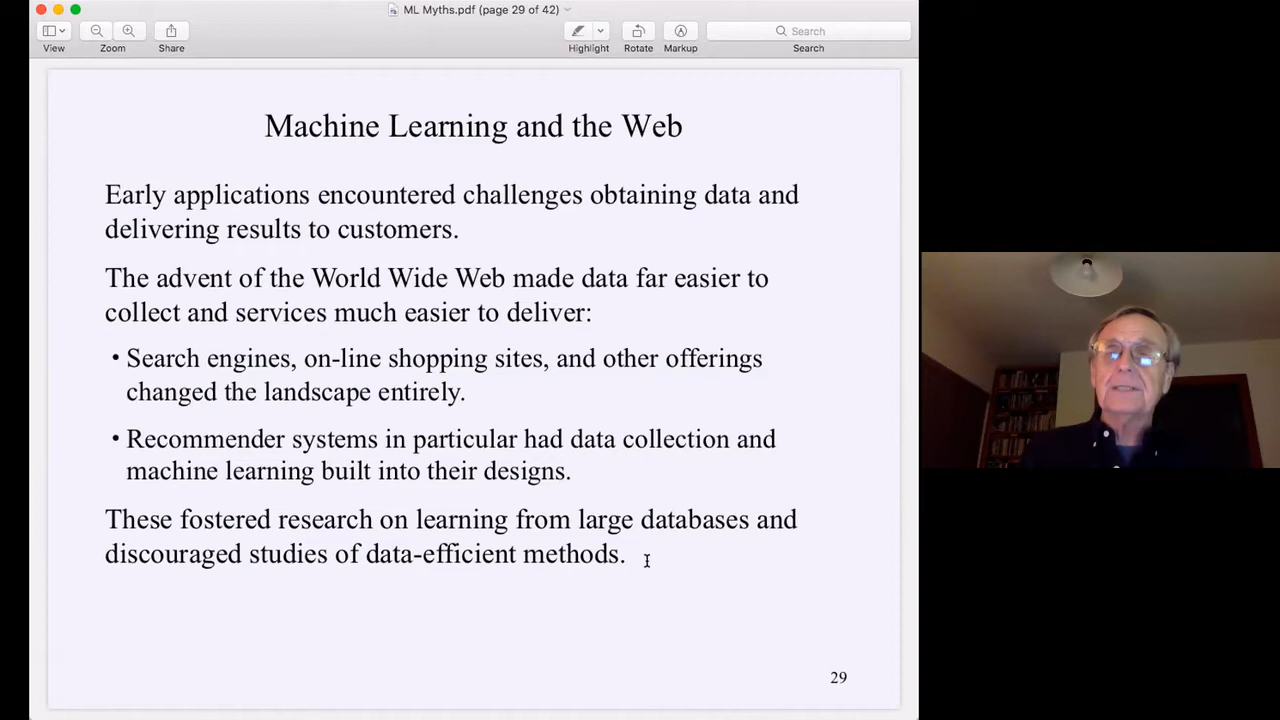 ML Myths.pdf (page 29 of 42)
View
Zoom
Share
Highlight
Rotate
Markup
Search
Search
Machine Learning and the Web
Early applications encountered challenges obtaining data and
delivering results to customers.
The advent of the World Wide Web made data far easier to
collect and services much easier to deliver:
• Search engines, on-line shopping sites, and other offerings
changed the landscape entirely.
• Recommender systems in particular had data collection and
machine learning built into their designs.
These fostered research on learning from large databases and
discouraged studies of data-efficient methods.
29